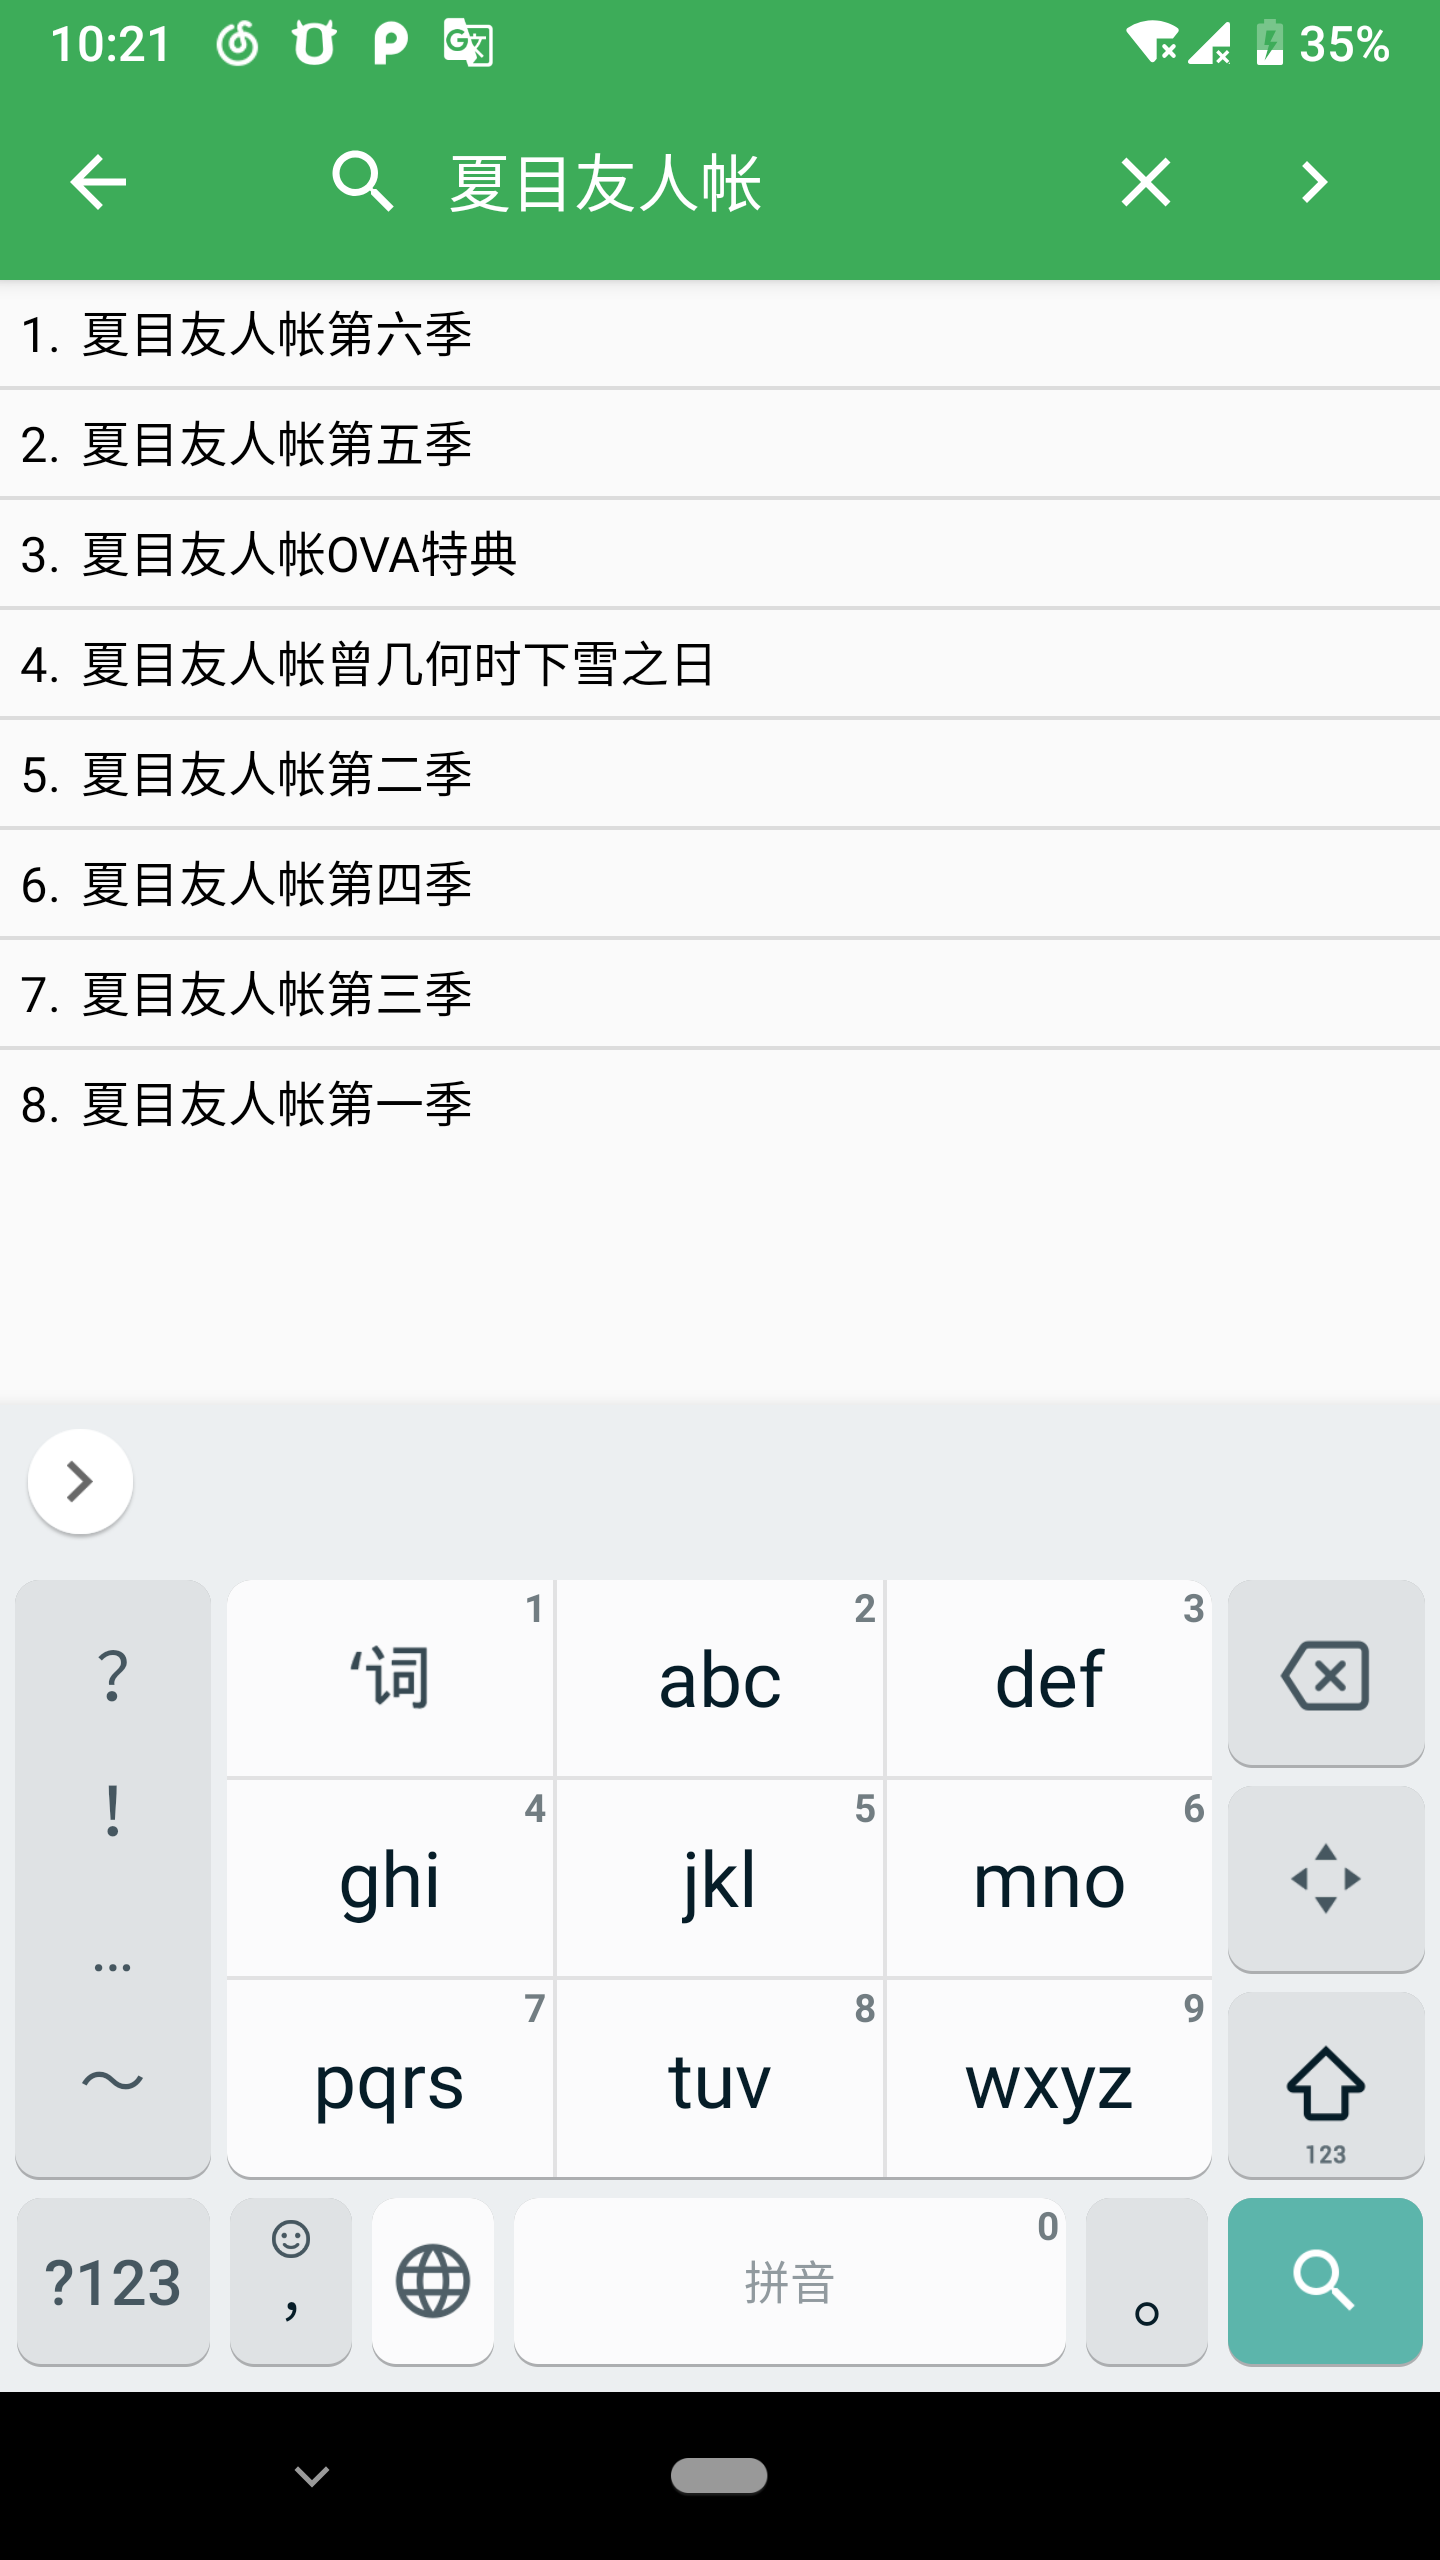 10:21 35%
夏目友人帐
1. 夏目友人帐第六季
2. 夏目友人帐第五季
3. 夏目友人帐OVA特典
4. 夏目友人帐曾几何时下雪之日
5. 夏目友人帐第二季
6. 夏目友人帐第四季
7. 夏目友人帐第三季
8. 夏目友人帐第一季
？ ‘词 1 abc 2 def 3
！ ghi 4 jkl 5 mno 6
…
～ pqrs 7 tuv 8 wxyz 9 123
?123 ， 拼音 0 。